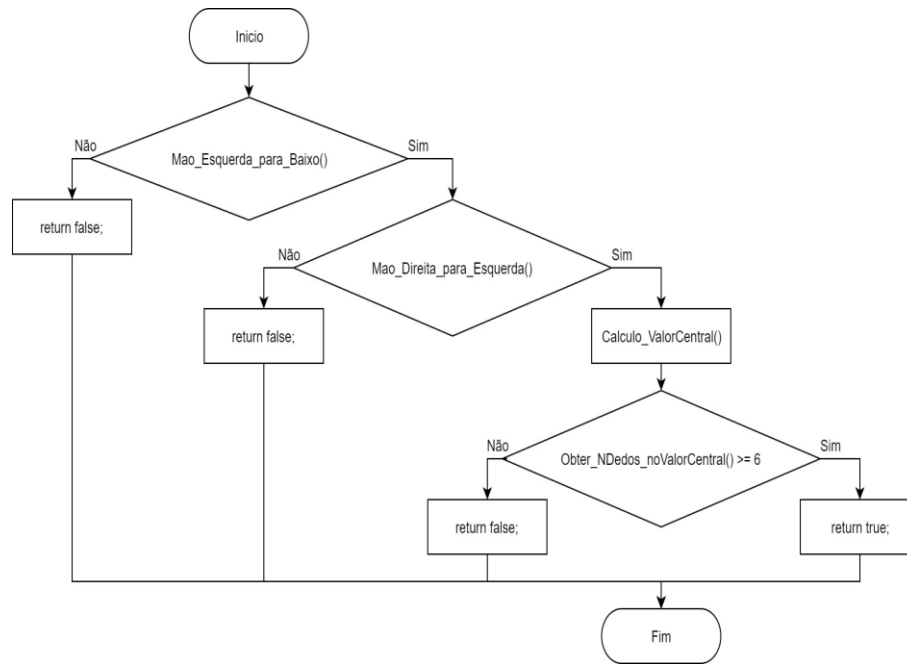 Inicio
Não
Sim
Mao_Esquerda_para_Baixo()
return false;
Não
Sim
Mao_Direita_para_Esquerda()
return false;
Calculo_ValorCentral()
Não
Sim
Obter_NDedos_noValorCentral() >= 6
return false;
return true;
Fim